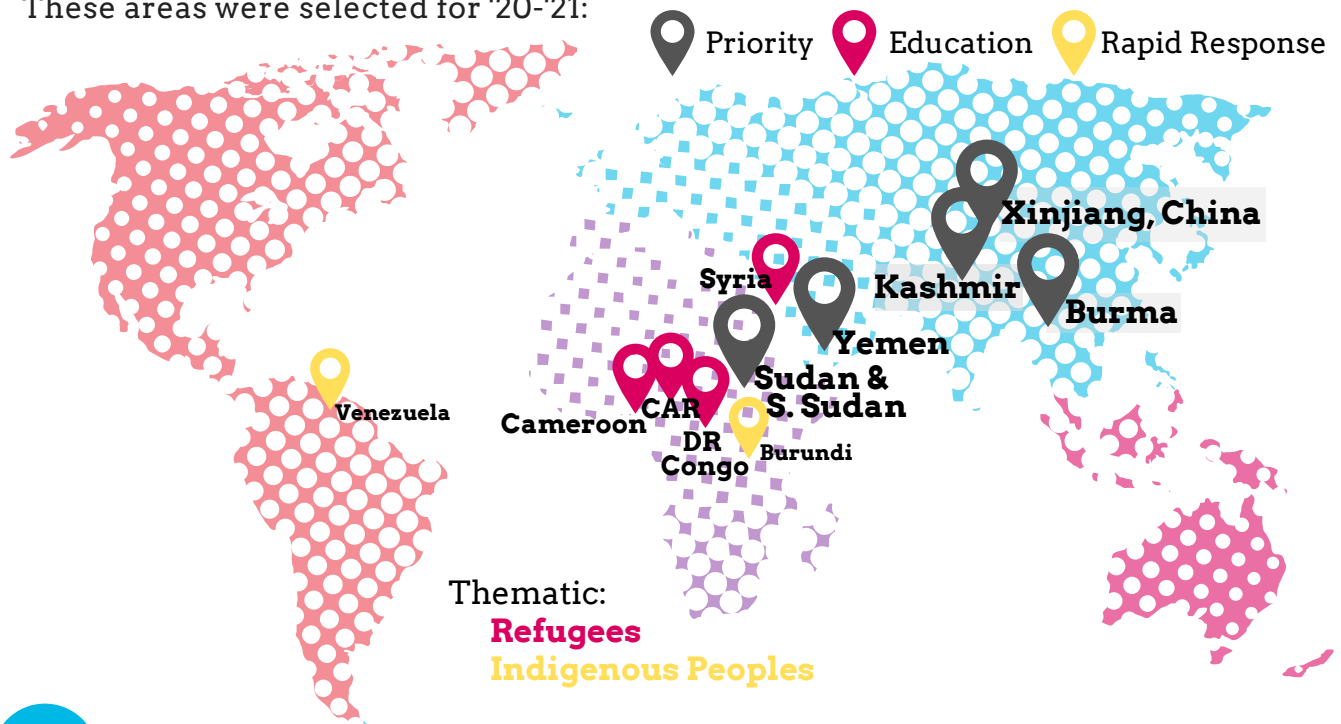 These areas were selected for '20-'21:
Priority
Education
Rapid Response
Xinjiang, China
Syria
Kashmir
Burma
Yemen
Sudan &
S. Sudan
Venezuela
CAR
Cameroon
DR
Congo
Burundi
Thematic:
Refugees
Indigenous Peoples